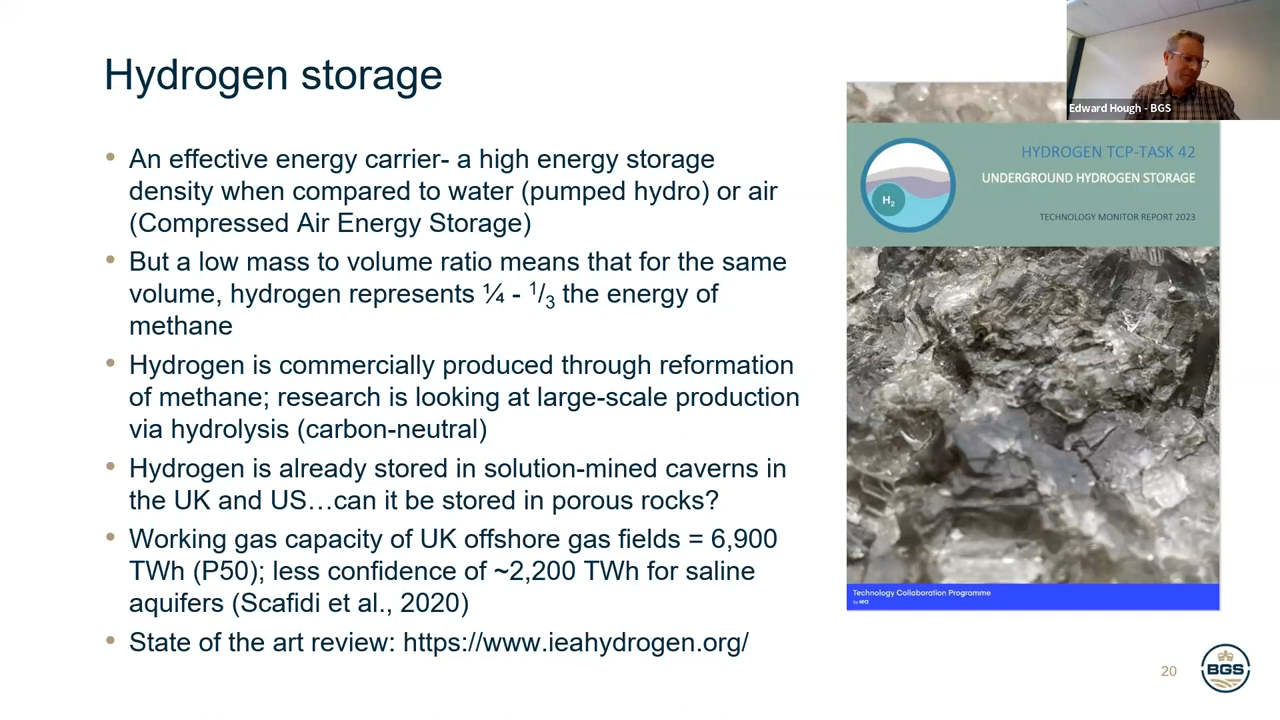 Hydrogen storage
• An effective energy carrier- a high energy storage
density when compared to water (pumped hydro) or air
(Compressed Air Energy Storage)
• But a low mass to volume ratio means that for the same
volume, hydrogen represents ¼ - 1/3 the energy of
methane
• Hydrogen is commercially produced through reformation
of methane; research is looking at large-scale production
via hydrolysis (carbon-neutral)
• Hydrogen is already stored in solution-mined caverns in
the UK and US…can it be stored in porous rocks?
• Working gas capacity of UK offshore gas fields = 6,900
TWh (P50); less confidence of ~2,200 TWh for saline
aquifers (Scafidi et al., 2020)
• State of the art review: https://www.ieahydrogen.org/
Edward Hough - BGS
HYDROGEN TCP-TASK 42
UNDERGROUND HYDROGEN STORAGE
H2
TECHNOLOGY MONITOR REPORT 2023
Technology Collaboration Programme
by iea
20
BGS